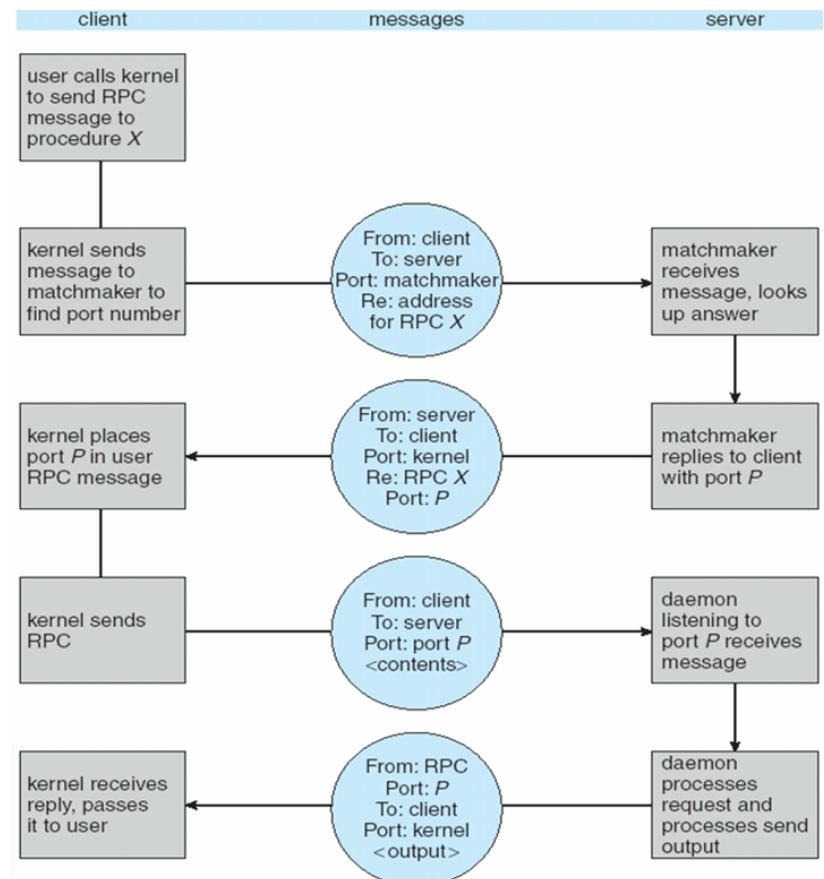 client
messages
server
user calls kernel
to send RPC
message to
procedure X
kernel sends
message to
matchmaker to
find port number
From: client
To: server
Port: matchmaker
Re: address
for RPC X
matchmaker
receives
message, looks
up answer
kernel places
port P in user
RPC message
From: server
To: client
Port: kernel
Re: RPC X
Port: P
matchmaker
replies to client
with port P
kernel sends
RPC
From: client
To: server
Port: port P
<contents>
daemon
listening to
port P receives
message
kernel receives
reply, passes
it to user
From: RPC
Port: P
To: client
Port: kernel
<output>
daemon
processes
request and
processes send
output